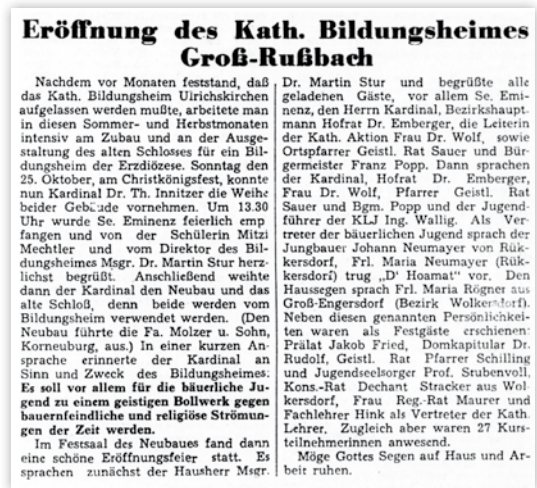 Eröffnung des Kath. Bildungsheimes
Groß-Rußbach
Nachdem vor Monaten feststand, daß
das Kath. Bildungsheim Ulrichskirchen
aufgelassen werden mußte, arbeitete man
in diesen Sommer- und Herbstmonaten
intensiv am Zubau und an der Ausge-
staltung des alten Schlosses für ein Bil-
dungsheim der Erzdiözese. Sonntag den
25. Oktober, am Christkönigsfest, konnte
nun Kardinal Dr. Th. Innitzer die Weihe
beider Gebäude vornehmen. Um 13.30
Uhr wurde Se. Eminenz feierlich emp
fangen und von der Schülerin Mitzi
Mechtler und vom Direktor des Bil-
dungsheimes Msgr. Dr. Martin Stur herz-
lichst begrüßt. Anschließend weihte
dann der Kardinal den Neubau und das
alte Schloß, denn beide werden vom
Bildungsheim verwendet werden. (Den
Neubau führte die Fa. Molzer u. Sohn,
Korneuburg, aus.) In einer kurzen An-
sprache erinnerte der Kardinal an
Sinn und Zweck des Bildungsheimes:
Es soll vor allem für die bäuerliche Ju-
gend zu einem geistigen Bollwerk gegen
bauernfeindliche und religiöse Strömun-
gen der Zeit werden.
Im Festsaal des Neubaues fand dann
eine schöne Eröffnungsfeier statt. Es
sprachen zunächst der Hausherr Msgr.
Dr. Martin Stur und begrüßte alle
geladenen Gäste, vor allem Se. Emi-
nenz, den Herrn Kardinal, Bezirkshaupt-
mann Hofrat Dr. Emberger, die Leiterin
der Kath. Aktion Frau Dr. Wolf, sowie
Ortspfarrer Geistl. Rat Sauer und Bür-
germeister Franz Popp. Dann sprachen
der Kardinal, Hofrat Dr. Emberger,
Frau Dr. Wolf, Pfarrer Geistl. Rat
Sauer und Bgm. Popp und der Jugend-
führer der KLJ Ing. Wallig. Als Ver-
treter der bäuerlichen Jugend sprach der
Jungbauer Johann Neumayer von Rük-
kersdorf, Frl. Maria Neumayer (Rük-
kersdorf) trug „D' Hoamat" vor. Den
Haussegen sprach Frl. Maria Rögner aus
Groß-Engersdorf (Bezirk Wolkersdorf).
Neben diesen genannten Persönlichkei-
ten waren als Festgäste erschienen:
Prälat Jakob Fried, Domkapitular Dr.
Rudolf, Geistl. Rat Pfarrer Schilling
und Jugendseelsorger Prof. Stubenvoll,
Kons.-Rat Dechant Stracker aus Wol
kersdorf, Frau Reg.-Rat Maurer und
Fachlehrer Hink als Vertreter der Kath.
Lehrer. Zugleich aber waren 27 Kurs-
teilnehmerinnen anwesend.
Möge Gottes Segen auf Haus und Ar-
beit ruhen.